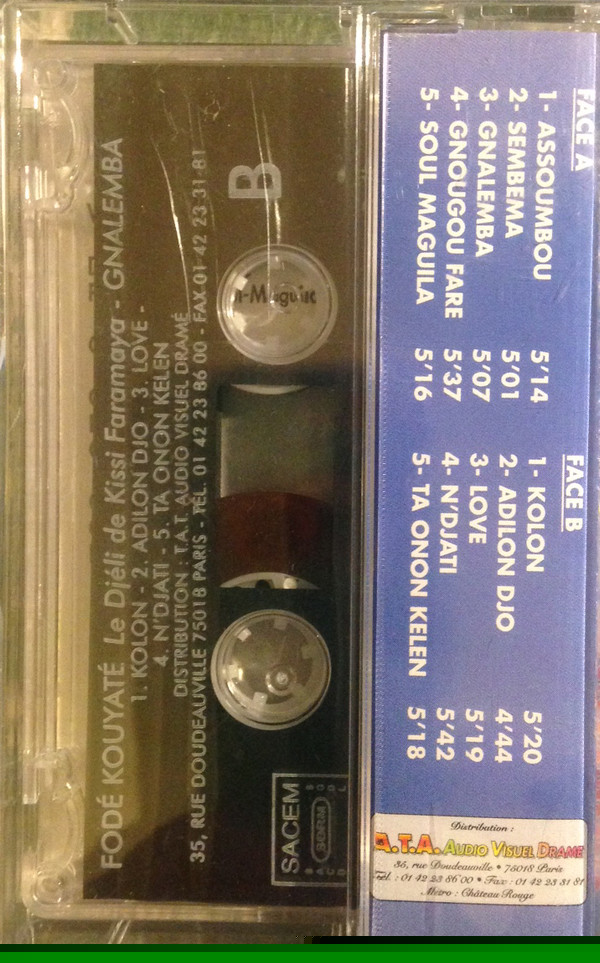 FODÉ KOUYATÉ Le Djéli de Kissi Faramaya - GNALEMBA
1. KOLON - 2. ADILON DJO - 3. LOVE -
4. N'DJATI - 5. TA ONON KELEN
DISTRIBUTION : T.A.T. AUDIO VISUEL DRAMÉ
35, RUE DOUDEAUVILLE 75018 PARIS - TÉL. 01 42 23 86 00 - FAX 01 42 23 31 81
B
SACEM
SDRM
FACE A
1- ASSOUMBOU 5'14
2- SEMBEMA 5'01
3- GNALEMBA 5'07
4- GNOUGOU FARE 5'37
5- SOUL MAGUILA 5'16
FACE B
1- KOLON 5'20
2- ADILON DJO 4'44
3- LOVE 5'19
4- N'DJATI 5'42
5- TA ONON KELEN 5'18
Distribution :
A.T.A. AUDIO VISUEL DRAME
35, rue Doudeauville * 75018 Paris
Tél. : 01 42 23 86 00 * Fax : 01 42 23 31 81
Métro : Château Rouge